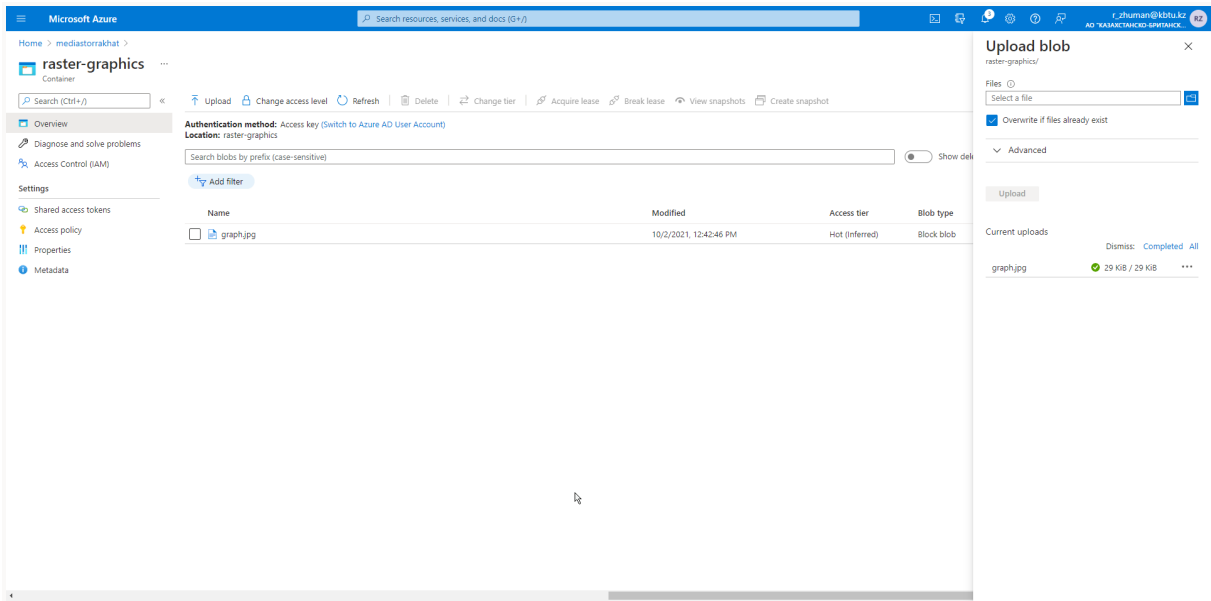 Microsoft Azure
Search resources, services, and docs (G+/)
3
r_zhuman@kbtu.kz
АО "КАЗАХСТАНСКО-БРИТАНСК...
RZ
Home > mediastorrakhat >
raster-graphics ...
Container
Search (Ctrl+/)
«
Overview
Diagnose and solve problems
Access Control (IAM)
Settings
Shared access tokens
Access policy
Properties
Metadata
Upload Change access level Refresh Delete Change tier Acquire lease Break lease View snapshots Create snapshot
Authentication method: Access key (Switch to Azure AD User Account)
Location: raster-graphics
Search blobs by prefix (case-sensitive)
Show dele
Add filter
Name Modified Access tier Blob type
graph.jpg 10/2/2021, 12:42:46 PM Hot (Inferred) Block blob
Upload blob
raster-graphics/
Files
Select a file
Overwrite if files already exist
Advanced
Upload
Current uploads
Dismiss: Completed All
graph.jpg 29 KiB / 29 KiB ...